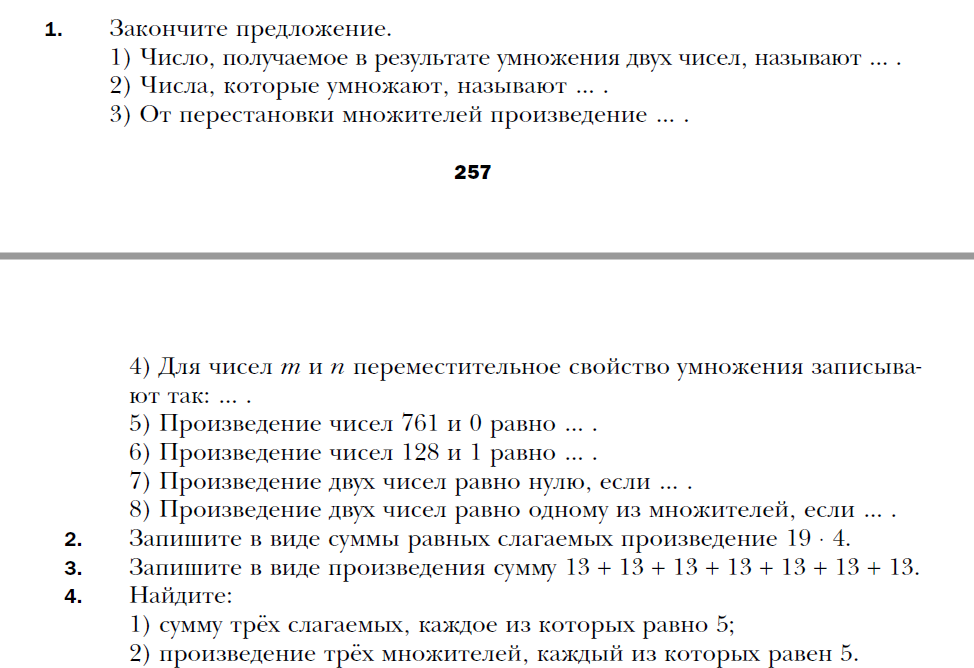 1. Закончите предложение.
1) Число, получаемое в результате умножения двух чисел, называют ... .
2) Числа, которые умножают, называют ... .
3) От перестановки множителей произведение ... .
257
4) Для чисел m и n переместительное свойство умножения записыва-
ют так: ... .
5) Произведение чисел 761 и 0 равно ... .
6) Произведение чисел 128 и 1 равно ... .
7) Произведение двух чисел равно нулю, если ... .
8) Произведение двух чисел равно одному из множителей, если ... .
2. Запишите в виде суммы равных слагаемых произведение 19 · 4.
3. Запишите в виде произведения сумму 13 + 13 + 13 + 13 + 13 + 13 + 13.
4. Найдите:
1) сумму трёх слагаемых, каждое из которых равно 5;
2) произведение трёх множителей, каждый из которых равен 5.